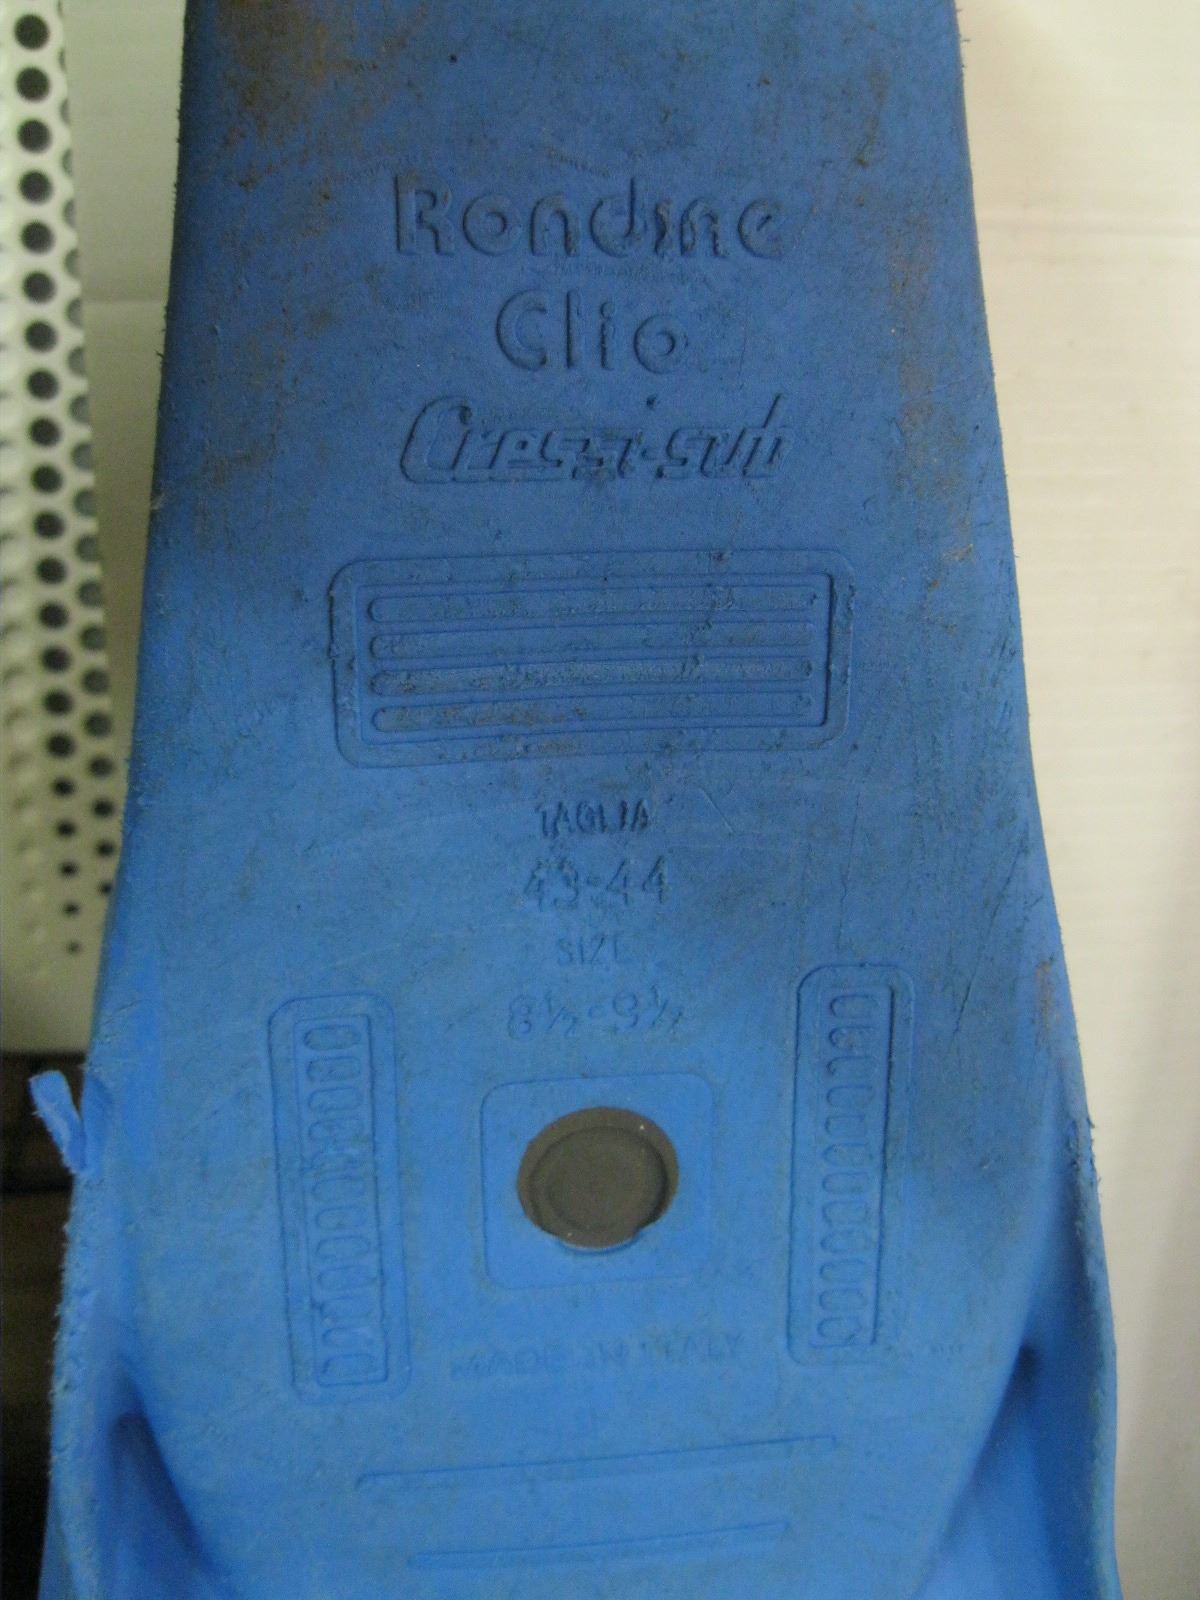 Rondine
Clio
Cressi-sub
TAGLIA
43-44
SIZE
8½-9½
MADE IN ITALY